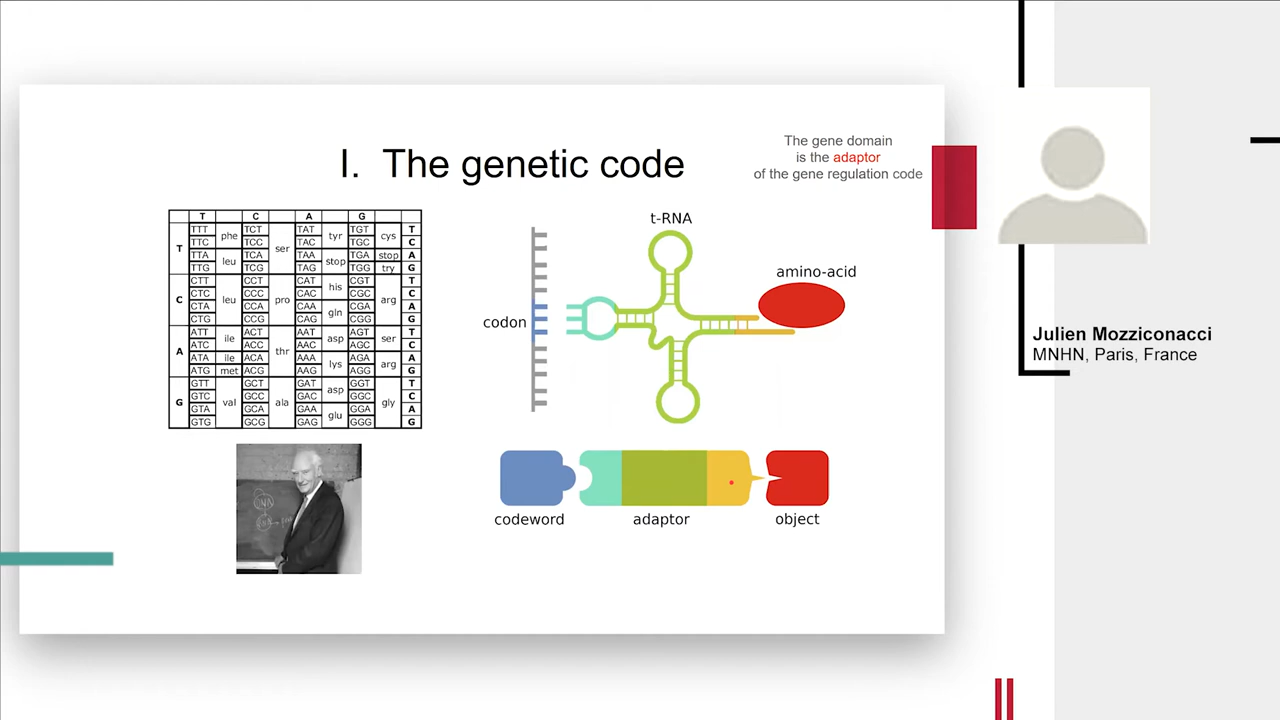 I. The genetic code
The gene domain
is the adaptor
of the gene regulation code
T C A G
T TTT phe TCT ser TAT tyr TGT cys T
TTC TCC TAC TGC C
TTA leu TCA TAA stop TGA stop A
TTG TCG TAG TGG try G
C CTT leu CCT pro CAT his CGT arg T
CTC CCC CAC CGC C
CTA CCA CAA gln CGA A
CTG CCG CAG CGG G
A ATT ile ACT thr AAT asp AGT ser T
ATC ACC AAC AGC C
ATA ile ACA AAA lys AGA arg A
ATG met ACG AAG AGG G
G GTT val GCT ala GAT asp GGT gly T
GTC GCC GAC GGC C
GTA GCA GAA glu GGA A
GTG GCG GAG GGG G
t-RNA
amino-acid
codon
codeword
adaptor
object
Julien Mozziconacci
MNHN, Paris, France